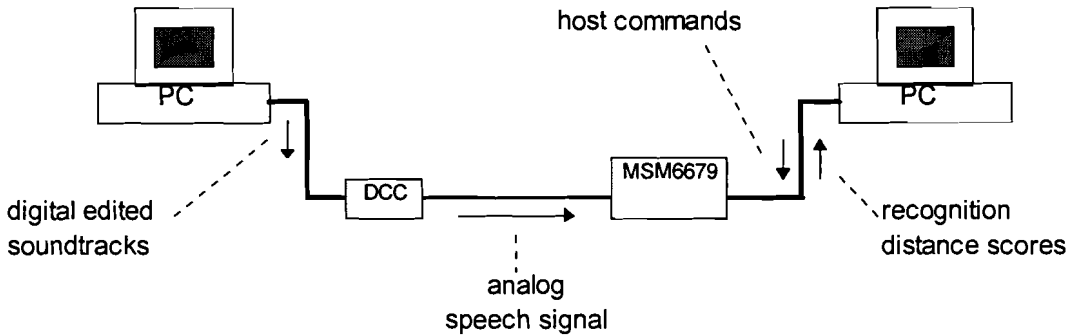 host commands
PC
PC
MSM6679
DCC
digital edited
soundtracks
recognition
distance scores
analog
speech signal